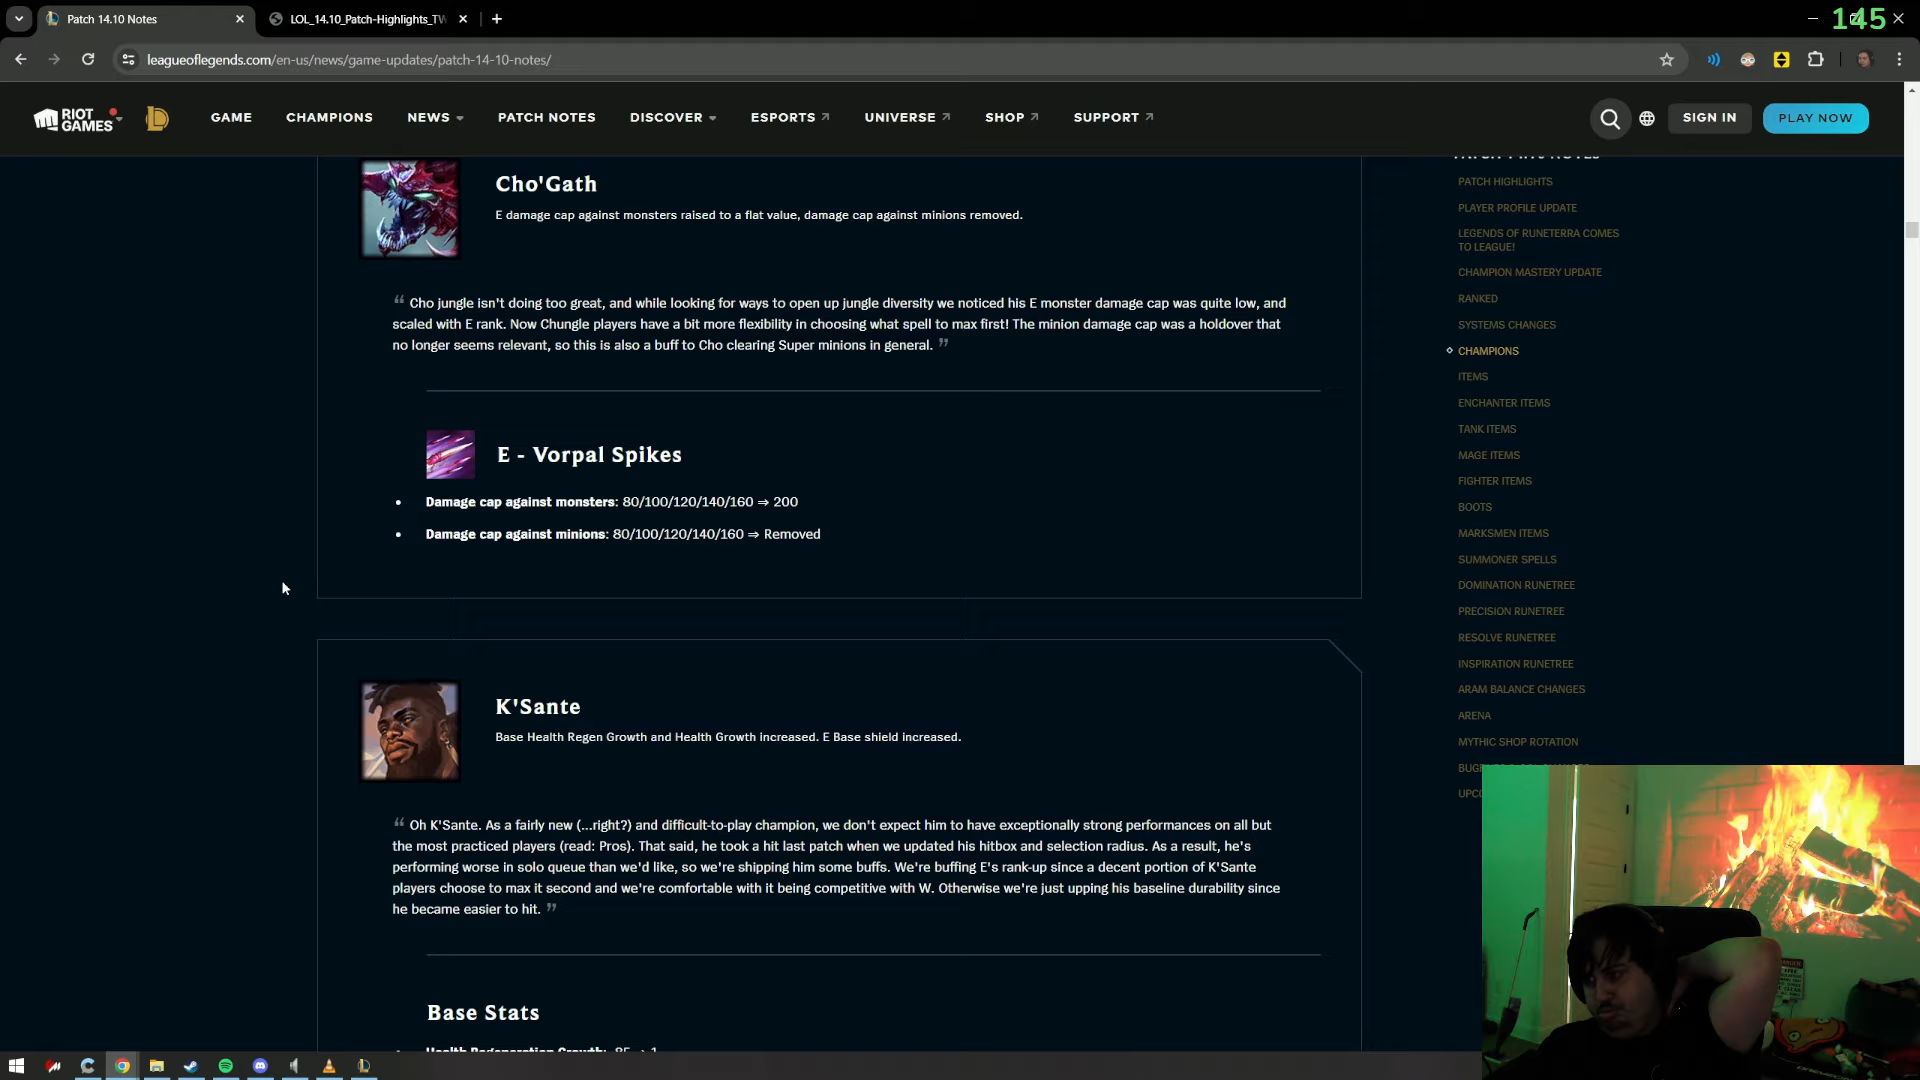 Patch 14.10 Notes
LOL_14.10_Patch-Highlights_TW
145
leagueoflegends.com/en-us/news/game-updates/patch-14-10-notes/
RIOT GAMES
GAME
CHAMPIONS
NEWS
PATCH NOTES
DISCOVER
ESPORTS
UNIVERSE
SHOP
SUPPORT
SIGN IN
PLAY NOW
Cho'Gath
E damage cap against monsters raised to a flat value, damage cap against minions removed.
“ Cho jungle isn't doing too great, and while looking for ways to open up jungle diversity we noticed his E monster damage cap was quite low, and
scaled with E rank. Now Chungle players have a bit more flexibility in choosing what spell to max first! The minion damage cap was a holdover that
no longer seems relevant, so this is also a buff to Cho clearing Super minions in general. ”
E - Vorpal Spikes
• Damage cap against monsters: 80/100/120/140/160 ⇒ 200
• Damage cap against minions: 80/100/120/140/160 ⇒ Removed
K'Sante
Base Health Regen Growth and Health Growth increased. E Base shield increased.
“ Oh K'Sante. As a fairly new (...right?) and difficult-to-play champion, we don't expect him to have exceptionally strong performances on all but
the most practiced players (read: Pros). That said, he took a hit last patch when we updated his hitbox and selection radius. As a result, he's
performing worse in solo queue than we'd like, so we're shipping him some buffs. We're buffing E's rank-up since a decent portion of K'Sante
players choose to max it second and we're comfortable with it being competitive with W. Otherwise we're just upping his baseline durability since
he became easier to hit. ”
Base Stats
Health Regeneration Growth:
PATCH HIGHLIGHTS
PLAYER PROFILE UPDATE
LEGENDS OF RUNETERRA COMES
TO LEAGUE!
CHAMPION MASTERY UPDATE
RANKED
SYSTEMS CHANGES
CHAMPIONS
ITEMS
ENCHANTER ITEMS
TANK ITEMS
MAGE ITEMS
FIGHTER ITEMS
BOOTS
MARKSMEN ITEMS
SUMMONER SPELLS
DOMINATION RUNETREE
PRECISION RUNETREE
RESOLVE RUNETREE
INSPIRATION RUNETREE
ARAM BALANCE CHANGES
ARENA
MYTHIC SHOP ROTATION